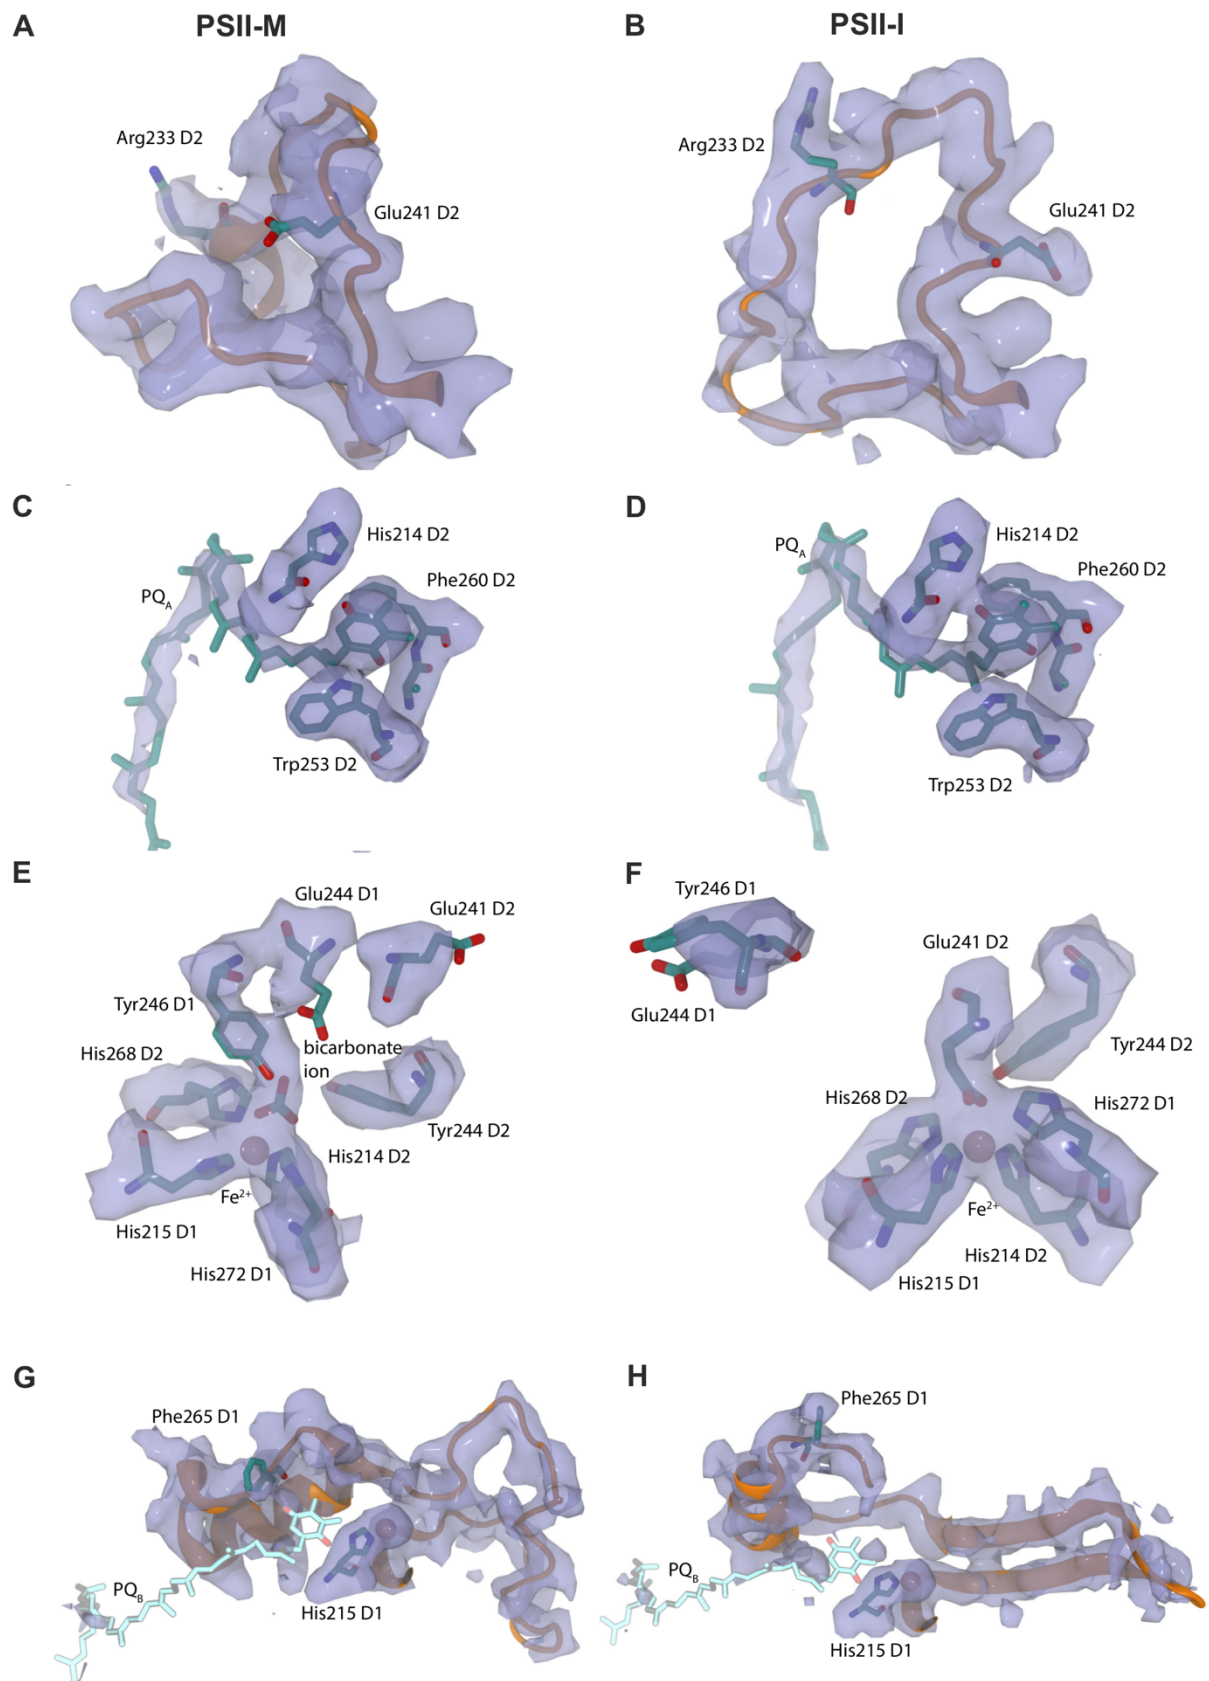 A PSII-M
B PSII-I
Arg233 D2
Glu241 D2
Arg233 D2
Glu241 D2
C
His214 D2
PQA
Phe260 D2
Trp253 D2
D
His214 D2
PQA
Phe260 D2
Trp253 D2
E
Glu244 D1
Glu241 D2
Tyr246 D1
bicarbonate
ion
His268 D2
Tyr244 D2
His214 D2
Fe²⁺
His215 D1
His272 D1
F
Tyr246 D1
Glu241 D2
Glu244 D1
Tyr244 D2
His268 D2
His272 D1
Fe²⁺
His214 D2
His215 D1
G
Phe265 D1
PQB
His215 D1
H
Phe265 D1
PQB
His215 D1